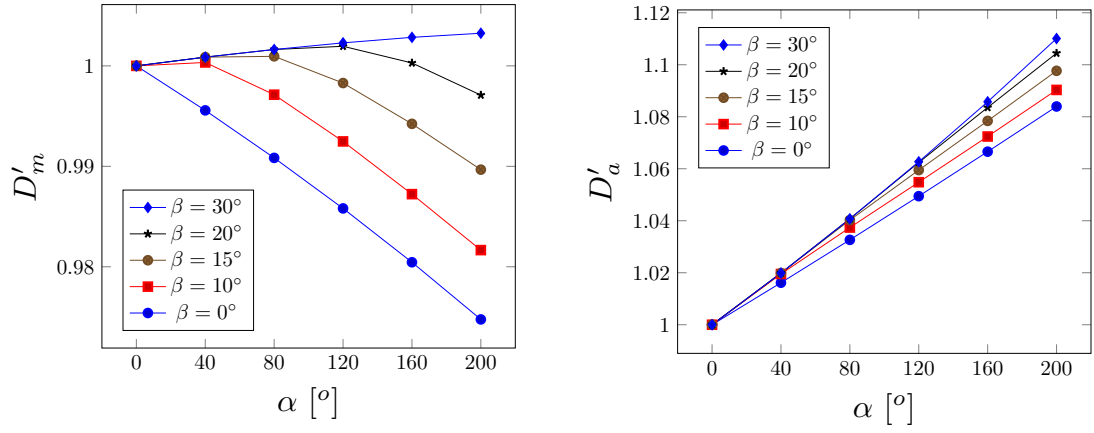 1
0.99
0.98
D′m
β = 30°
β = 20°
β = 15°
β = 10°
β = 0°
0 40 80 120 160 200
α [o]
1.12
1.1
1.08
1.06
1.04
1.02
1
D′a
β = 30°
β = 20°
β = 15°
β = 10°
β = 0°
0 40 80 120 160 200
α [o]